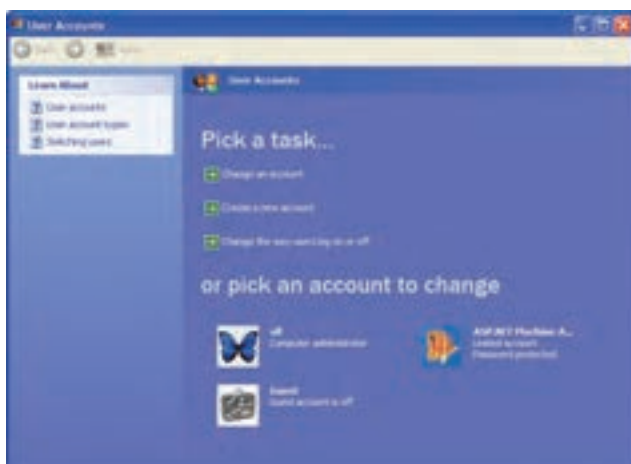 User Accounts
Learn About
User accounts
User account types
Switching users
User Accounts
Pick a task...
Change an account
Create a new account
Change the way users log on or off
or pick an account to change
Computer administrator
ASP.NET Machine A...
Limited account
Password protected
Guest
Guest account is off